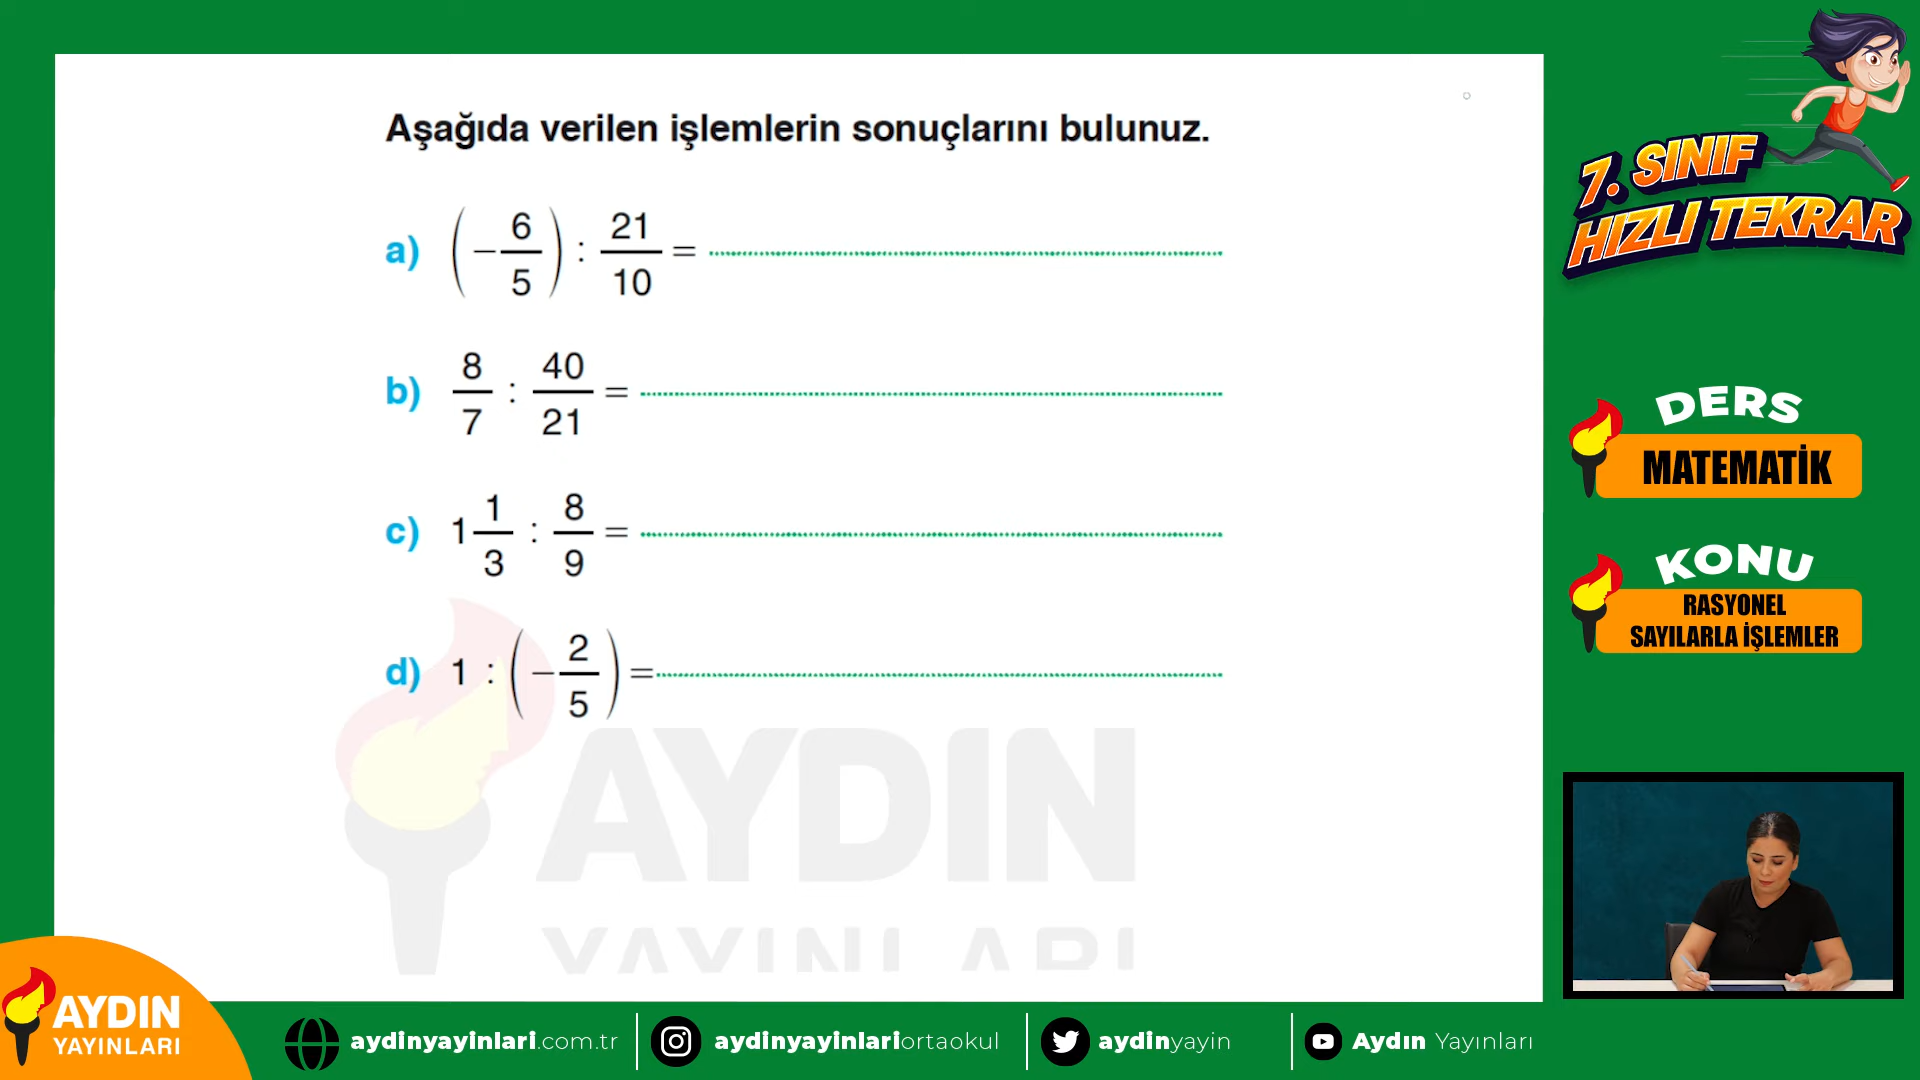 Aşağıda verilen işlemlerin sonuçlarını bulunuz.
a) (-6/5) : 21/10 = ........................
b) 8/7 : 40/21 = ........................
c) 1 1/3 : 8/9 = ........................
d) 1 : (-2/5) = ........................
AYDIN
YAYINLARI
7. SINIF
HIZLI TEKRAR
DERS
MATEMATİK
KONU
RASYONEL
SAYILARLA İŞLEMLER
AYDIN
YAYINLARI
aydinyayinlari.com.tr
aydinyayinlariortaokul
aydinyayin
Aydın Yayınları